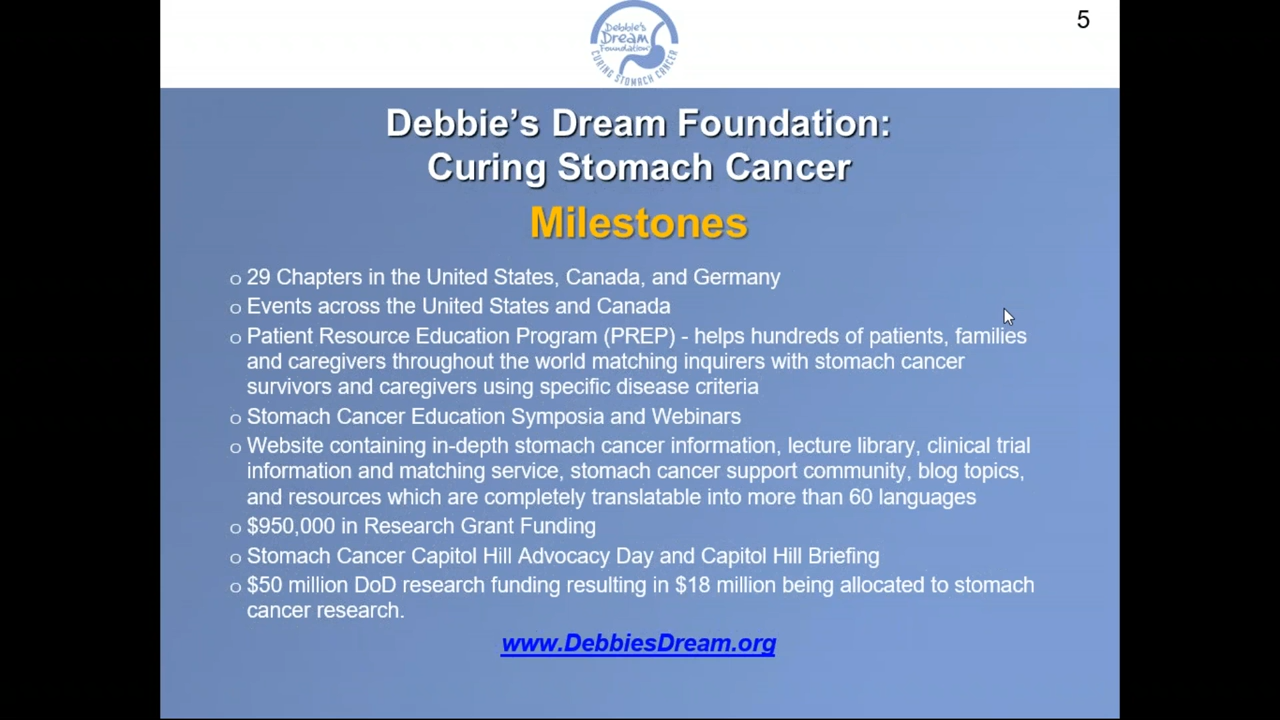 5
Debbie's
Dream
Foundation
CURING STOMACH CANCER
Debbie’s Dream Foundation:
Curing Stomach Cancer
Milestones
o 29 Chapters in the United States, Canada, and Germany
o Events across the United States and Canada
o Patient Resource Education Program (PREP) - helps hundreds of patients, families
and caregivers throughout the world matching inquirers with stomach cancer
survivors and caregivers using specific disease criteria
o Stomach Cancer Education Symposia and Webinars
o Website containing in-depth stomach cancer information, lecture library, clinical trial
information and matching service, stomach cancer support community, blog topics,
and resources which are completely translatable into more than 60 languages
o $950,000 in Research Grant Funding
o Stomach Cancer Capitol Hill Advocacy Day and Capitol Hill Briefing
o $50 million DoD research funding resulting in $18 million being allocated to stomach
cancer research.
www.DebbiesDream.org